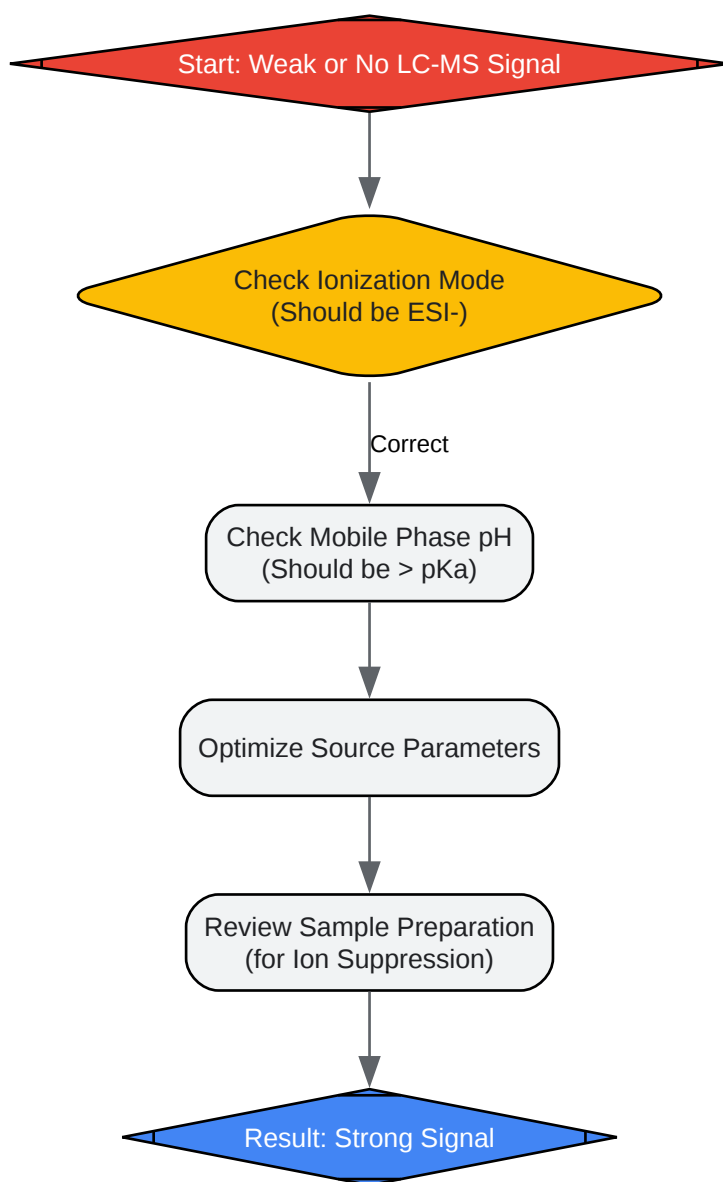 Start: Weak or No LC-MS Signal
Check Ionization Mode
(Should be ESI-)
Correct
Check Mobile Phase pH
(Should be > pKa)
Optimize Source Parameters
Review Sample Preparation
(for Ion Suppression)
Result: Strong Signal